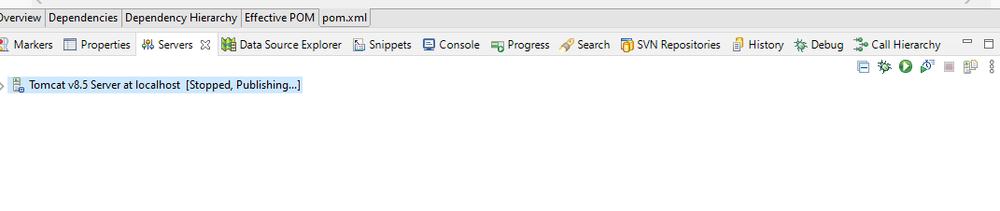 Overview Dependencies Dependency Hierarchy Effective POM pom.xml
Markers Properties Servers Data Source Explorer Snippets Console Progress Search SVN Repositories History Debug Call Hierarchy
Tomcat v8.5 Server at localhost [Stopped, Publishing...]